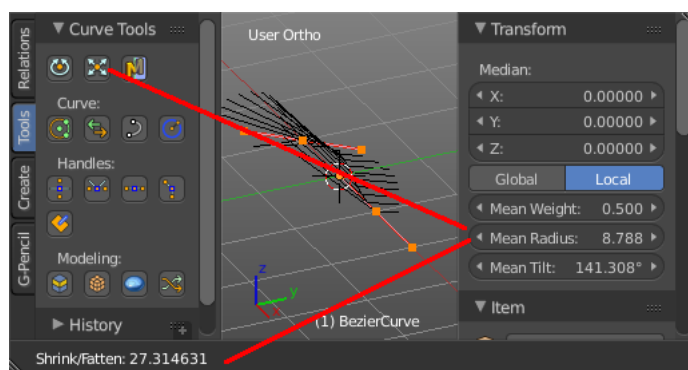 Relations
Tools
Create
G-Pencil
▼ Curve Tools
Curve:
Handles:
Modeling:
▶ History
User Ortho
z
y
x
(1) BezierCurve
▼ Transform
Median:
X: 0.00000
Y: 0.00000
Z: 0.00000
Global Local
Mean Weight: 0.500
Mean Radius: 8.788
Mean Tilt: 141.308°
▼ Item
Shrink/Fatten: 27.314631